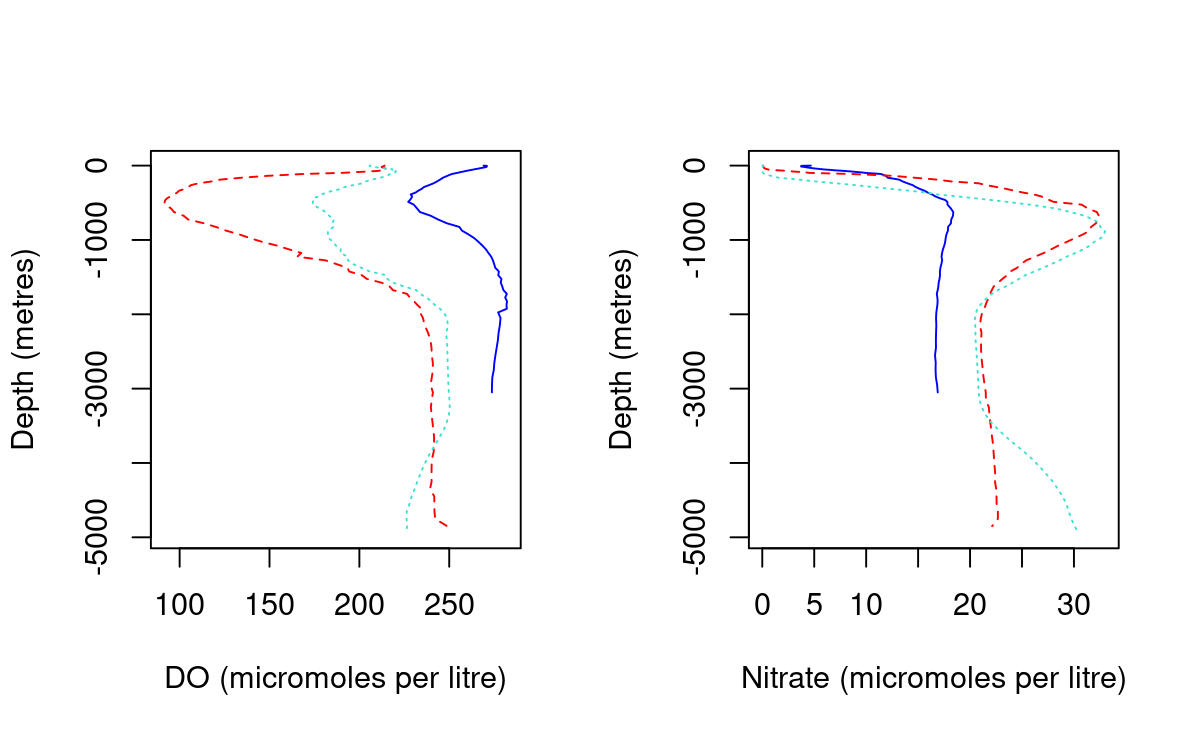 Depth (metres)
0
-1000
-3000
-5000
100 150 200 250
DO (micromoles per litre)
Depth (metres)
0
-1000
-3000
-5000
0 5 10 20 30
Nitrate (micromoles per litre)